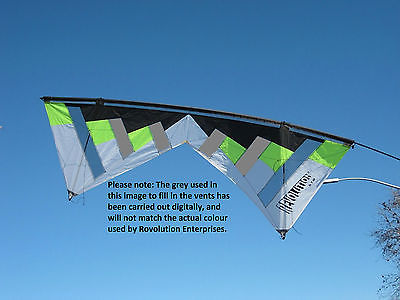 Please note: The grey used in
this image to fill in the vents has
been carried out digitally, and
will not match the actual colour
used by Rovolution Enterprises.